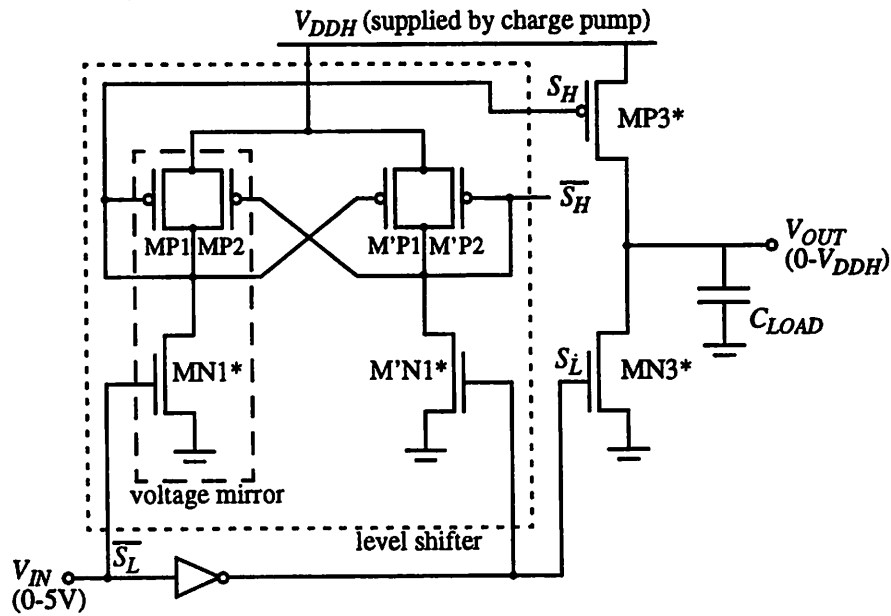 V_DDH (supplied by charge pump)
S_H
MP3*
S̅_H̅
MP1 MP2
M'P1 M'P2
V_OUT
(0-V_DDH)
C_LOAD
MN1*
M'N1*
S_L
MN3*
voltage mirror
level shifter
S̅_L̅
V_IN
(0-5V)